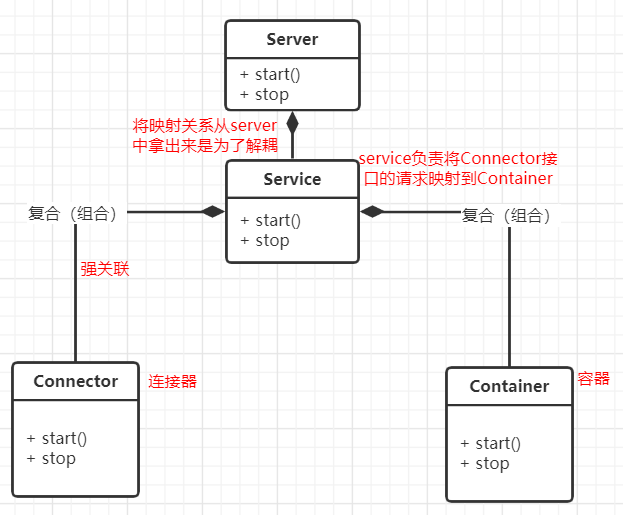 Server
+ start()
+ stop
将映射关系从server
中拿出来是为了解耦
service负责将Connector接
口的请求映射到Container
Service
+ start()
+ stop
复合（组合）
复合（组合）
强关联
Connector
连接器
+ start()
+ stop
Container
容器
+ start()
+ stop